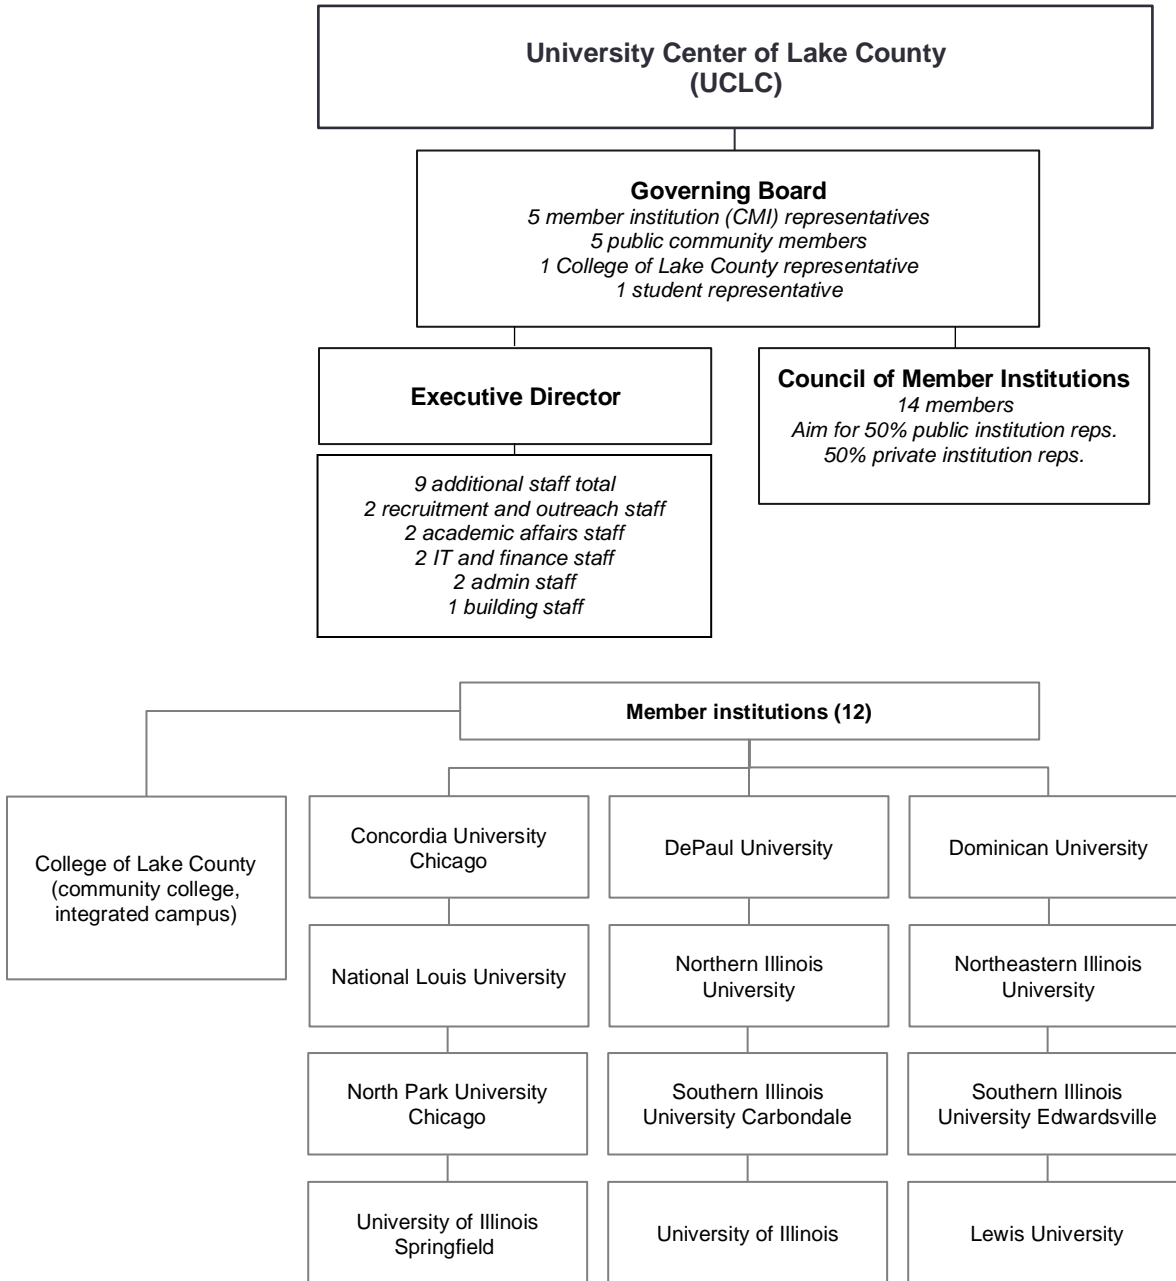 University Center of Lake County
(UCLC)
Governing Board
5 member institution (CMI) representatives
5 public community members
1 College of Lake County representative
1 student representative
Executive Director
Council of Member Institutions
14 members
Aim for 50% public institution reps.
50% private institution reps.
9 additional staff total
2 recruitment and outreach staff
2 academic affairs staff
2 IT and finance staff
2 admin staff
1 building staff
Member institutions (12)
College of Lake County
(community college,
integrated campus)
Concordia University
Chicago
DePaul University
Dominican University
National Louis University
Northern Illinois
University
Northeastern Illinois
University
North Park University
Chicago
Southern Illinois
University Carbondale
Southern Illinois
University Edwardsville
University of Illinois
Springfield
University of Illinois
Lewis University